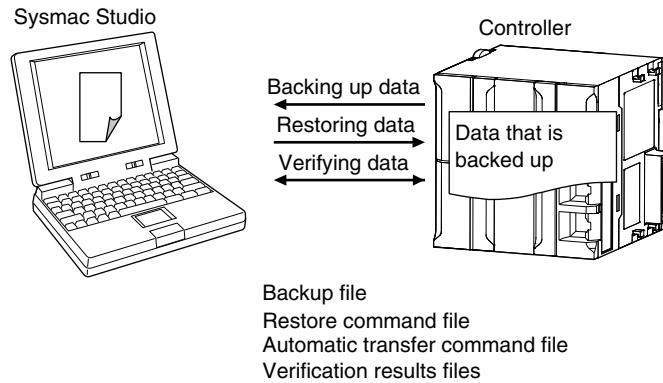 Sysmac Studio
Controller
Backing up data
Restoring data
Verifying data
Data that is
backed up
Backup file
Restore command file
Automatic transfer command file
Verification results files